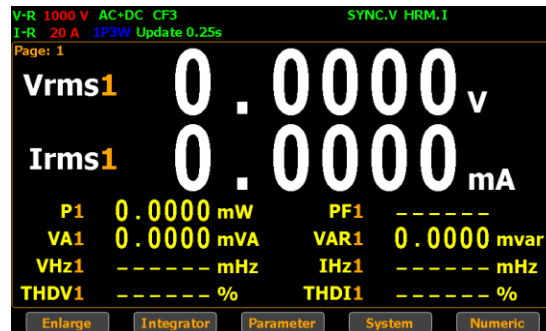 V-R 1000 V AC+DC CF3 SYNC.V HRM.I
I-R 20 A 1P3W Update 0.25s
Page: 1
Vrms1 0.0000 V
Irms1 0.0000 mA
P1 0.0000 mW PF1 ------
VA1 0.0000 mVA VAR1 0.0000 mvar
VHz1 ------ mHz IHz1 ------ mHz
THDV1 ------ % THDI1 ------ %
Enlarge Integrator Parameter System Numeric